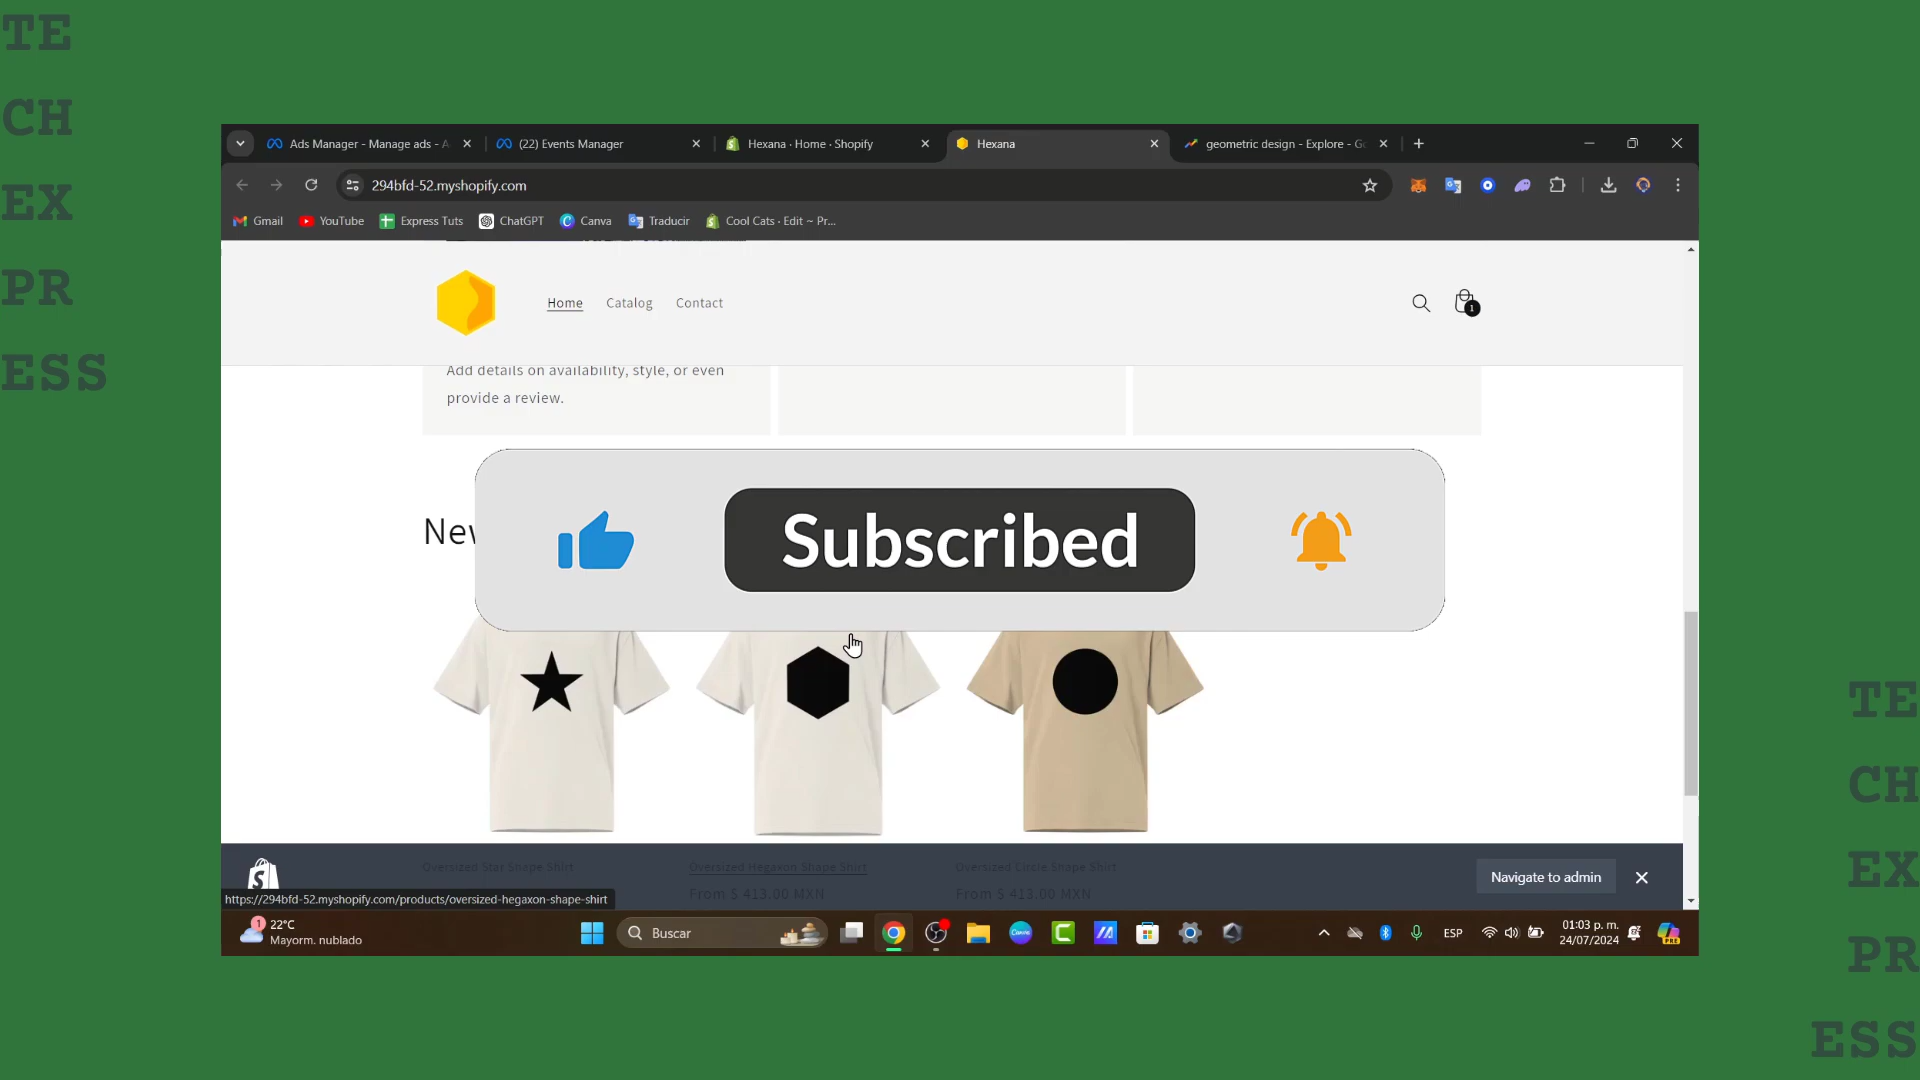 TE
CH
EX
PR
ESS
Ads Manager - Manage ads - A
(22) Events Manager
Hexana · Home · Shopify
Hexana
geometric design - Explore - Go
294bfd-52.myshopify.com
Gmail
YouTube
Express Tuts
ChatGPT
Canva
Traducir
Cool Cats · Edit ~ Pr...
Home
Catalog
Contact
1
Add details on availability, style, or even
provide a review.
New
Subscribed
Oversized Star Shape Shirt
Oversized Hegaxon Shape Shirt
Oversized Circle Shape Shirt
From $ 413.00 MXN
From $ 413.00 MXN
Navigate to admin
https://294bfd-52.myshopify.com/products/oversized-hegaxon-shape-shirt
1
22°C
Mayorm. nublado
Buscar
ESP
01:03 p. m.
24/07/2024
PRE
TE
CH
EX
PR
ESS